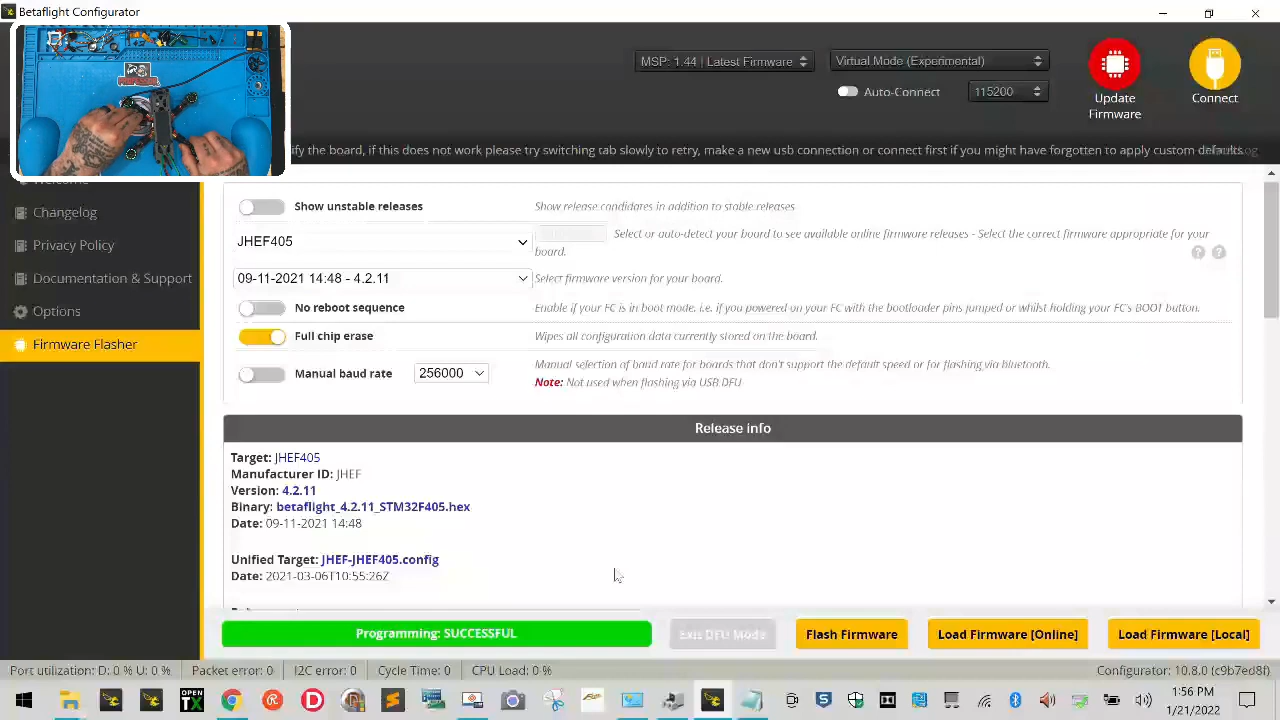 Betaflight Configurator
MSP: 1.44 | Latest Firmware
Virtual Mode (Experimental)
Auto-Connect
115200
Update
Firmware
Connect
ify the board, if this does not work please try switching tab slowly to retry, make a new usb connection or connect first if you might have forgotten to apply custom defaults.
Log
Welcome
Changelog
Privacy Policy
Documentation & Support
Options
Firmware Flasher
Show unstable releases
Show release candidates in addition to stable releases
JHEF405
Select or auto-detect your board to see available online firmware releases - Select the correct firmware appropriate for your
board.
09-11-2021 14:48 - 4.2.11
Select firmware version for your board.
No reboot sequence
Enable if your FC is in boot mode. i.e. if you powered on your FC with the bootloader pins jumped or whilst holding your FC's BOOT button.
Full chip erase
Wipes all configuration data currently stored on the board.
Manual baud rate
256000
Manual selection of baud rate for boards that don't support the default speed or for flashing via bluetooth.
Note: Not used when flashing via USB DFU
Release info
Target: JHEF405
Manufacturer ID: JHEF
Version: 4.2.11
Binary: betaflight_4.2.11_STM32F405.hex
Date: 09-11-2021 14:48
Unified Target: JHEF-JHEF405.config
Date: 2021-03-06T10:55:26Z
Programming: SUCCESSFUL
Exit DFU Mode
Flash Firmware
Load Firmware [Online]
Load Firmware [Local]
Port utilization: D: 0 % U: 0 %
Packet error: 0
I2C error: 0
Cycle Time: 0
CPU Load: 0 %
Configurator: 10.8.0 (c9b7ed8f)
OPEN
TX
1:56 PM
1/21/2022